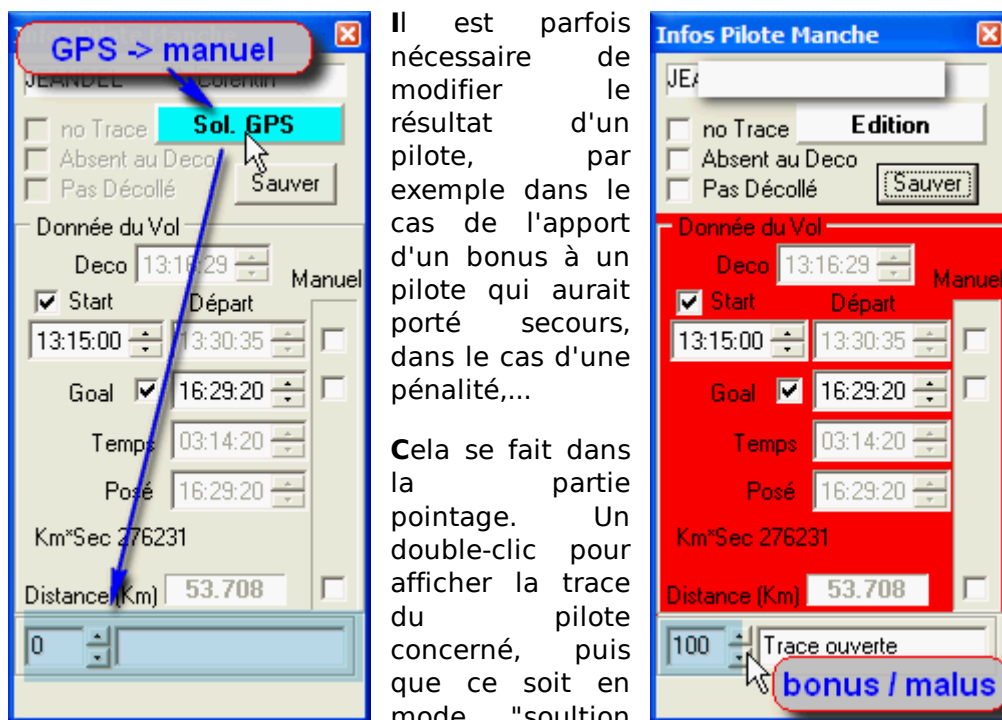 GPS -> manuel
JEANDEL Corentin
no Trace Sol. GPS
Absent au Deco
Pas Décollé Sauver
Donnée du Vol
Deco 13:16:29
Manuel
Start Départ
13:15:00 13:30:35
Goal 16:29:20
Temps 03:14:20
Posé 16:29:20
Km*Sec 276231
Distance (Km) 53.708
0
Il est parfois
nécessaire de
modifier le
résultat d'un
pilote, par
exemple dans le
cas de l'apport
d'un bonus à un
pilote qui aurait
porté secours,
dans le cas d'une
pénalité,...
Cela se fait dans
la partie
pointage. Un
double-clic pour
afficher la trace
du pilote
concerné, puis
que ce soit en
mode "soultion
Infos Pilote Manche
JEA
no Trace Edition
Absent au Deco
Pas Décollé Sauver
Donnée du Vol
Deco 13:16:29
Manuel
Start Départ
13:15:00 13:30:35
Goal 16:29:20
Temps 03:14:20
Posé 16:29:20
Km*Sec 276231
Distance (Km) 53.708
100 Trace ouverte
bonus / malus